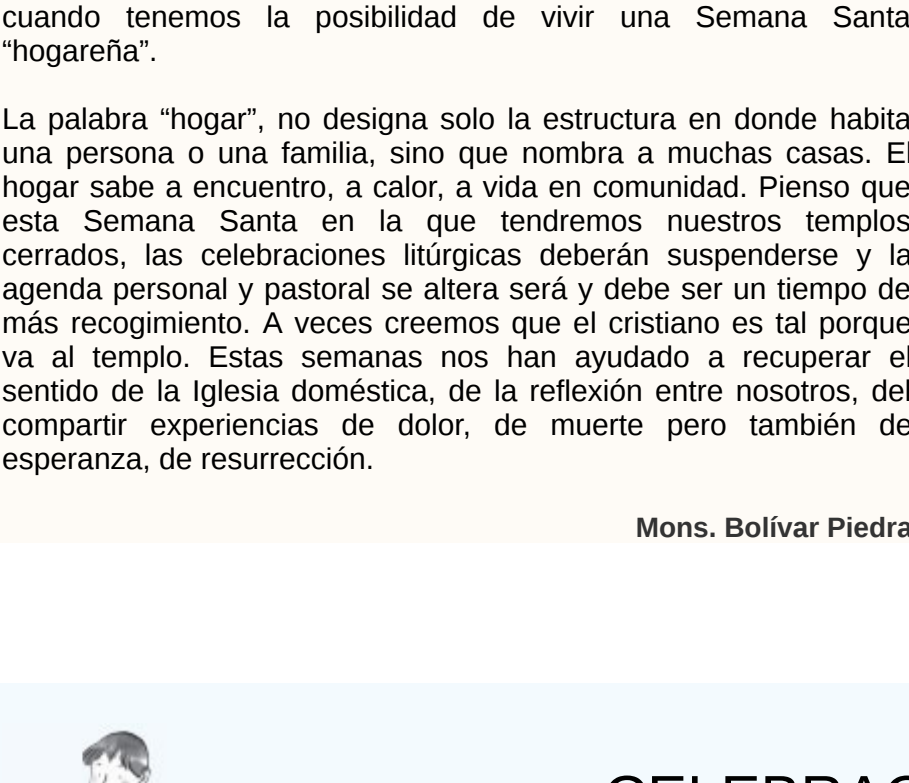 cuando tenemos la posibilidad de vivir una Semana Santa
“hogareña”.
La palabra “hogar”, no designa solo la estructura en donde habita
una persona o una familia, sino que nombra a muchas casas. El
hogar sabe a encuentro, a calor, a vida en comunidad. Pienso que
esta Semana Santa en la que tendremos nuestros templos
cerrados, las celebraciones litúrgicas deberán suspenderse y la
agenda personal y pastoral se altera será y debe ser un tiempo de
más recogimiento. A veces creemos que el cristiano es tal porque
va al templo. Estas semanas nos han ayudado a recuperar el
sentido de la Iglesia doméstica, de la reflexión entre nosotros, del
compartir experiencias de dolor, de muerte pero también de
esperanza, de resurrección.
Mons. Bolívar Piedra